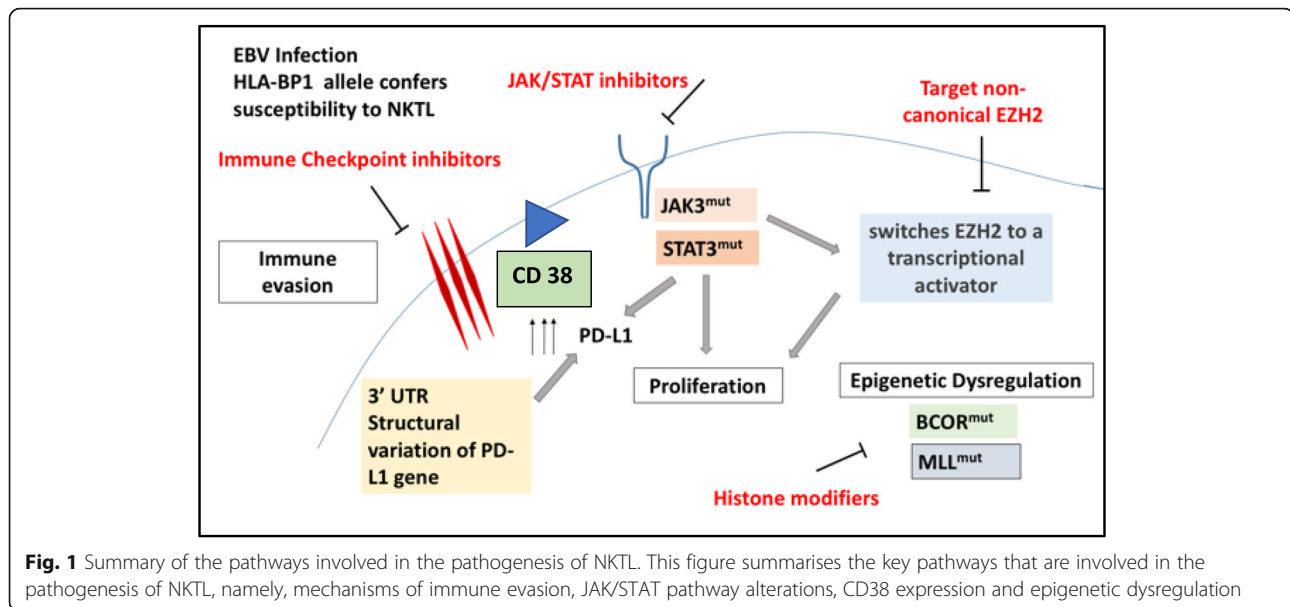 EBV Infection
HLA-BP1 allele confers
susceptibility to NKTL
JAK/STAT inhibitors
Target non-
canonical EZH2
Immune Checkpoint inhibitors
JAK3mut
STAT3mut
switches EZH2 to a
transcriptional
activator
Immune
evasion
CD 38
PD-L1
Proliferation
Epigenetic Dysregulation
BCORmut
MLLmut
3' UTR
Structural
variation of PD-
L1 gene
Histone modifiers
Fig. 1 Summary of the pathways involved in the pathogenesis of NKTL. This figure summarises the key pathways that are involved in the
pathogenesis of NKTL, namely, mechanisms of immune evasion, JAK/STAT pathway alterations, CD38 expression and epigenetic dysregulation